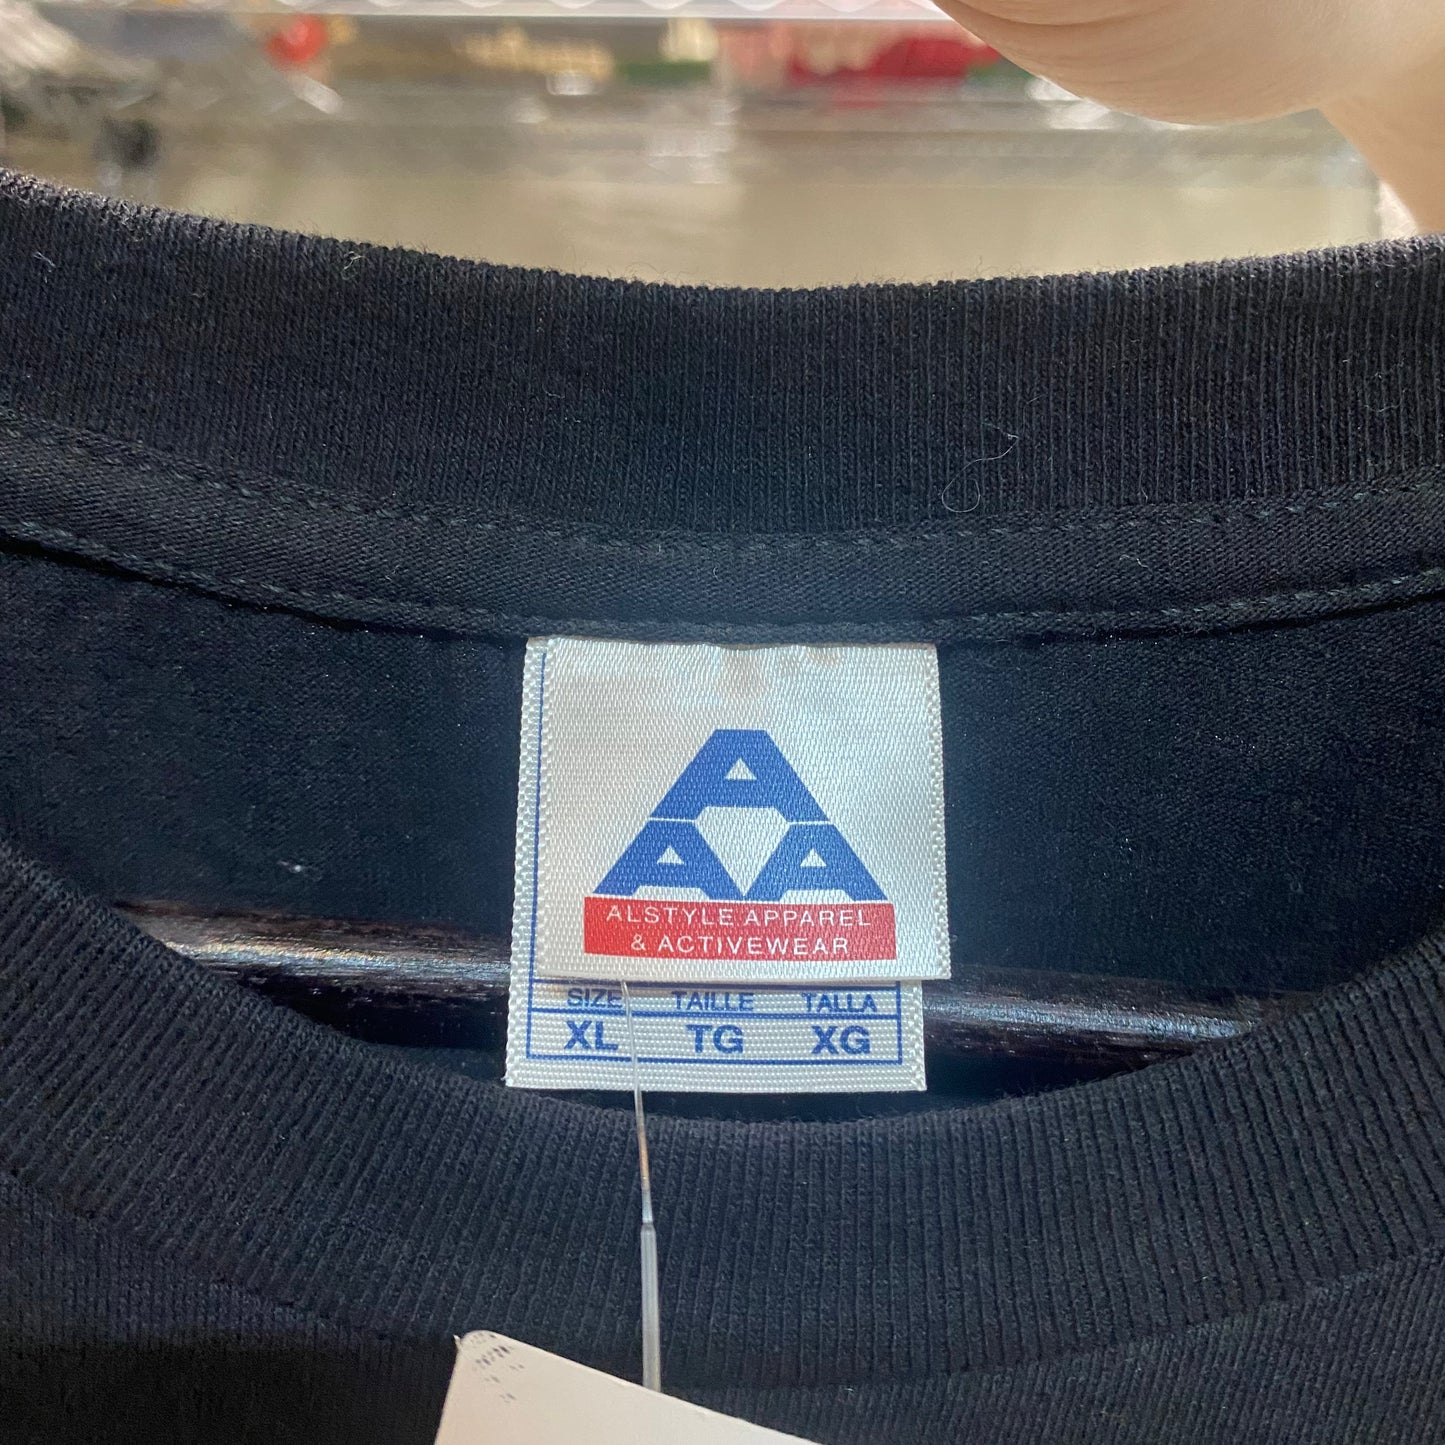 A
A A
ALSTYLE APPAREL
& ACTIVEWEAR
SIZE TAILLE TALLA
XL TG XG